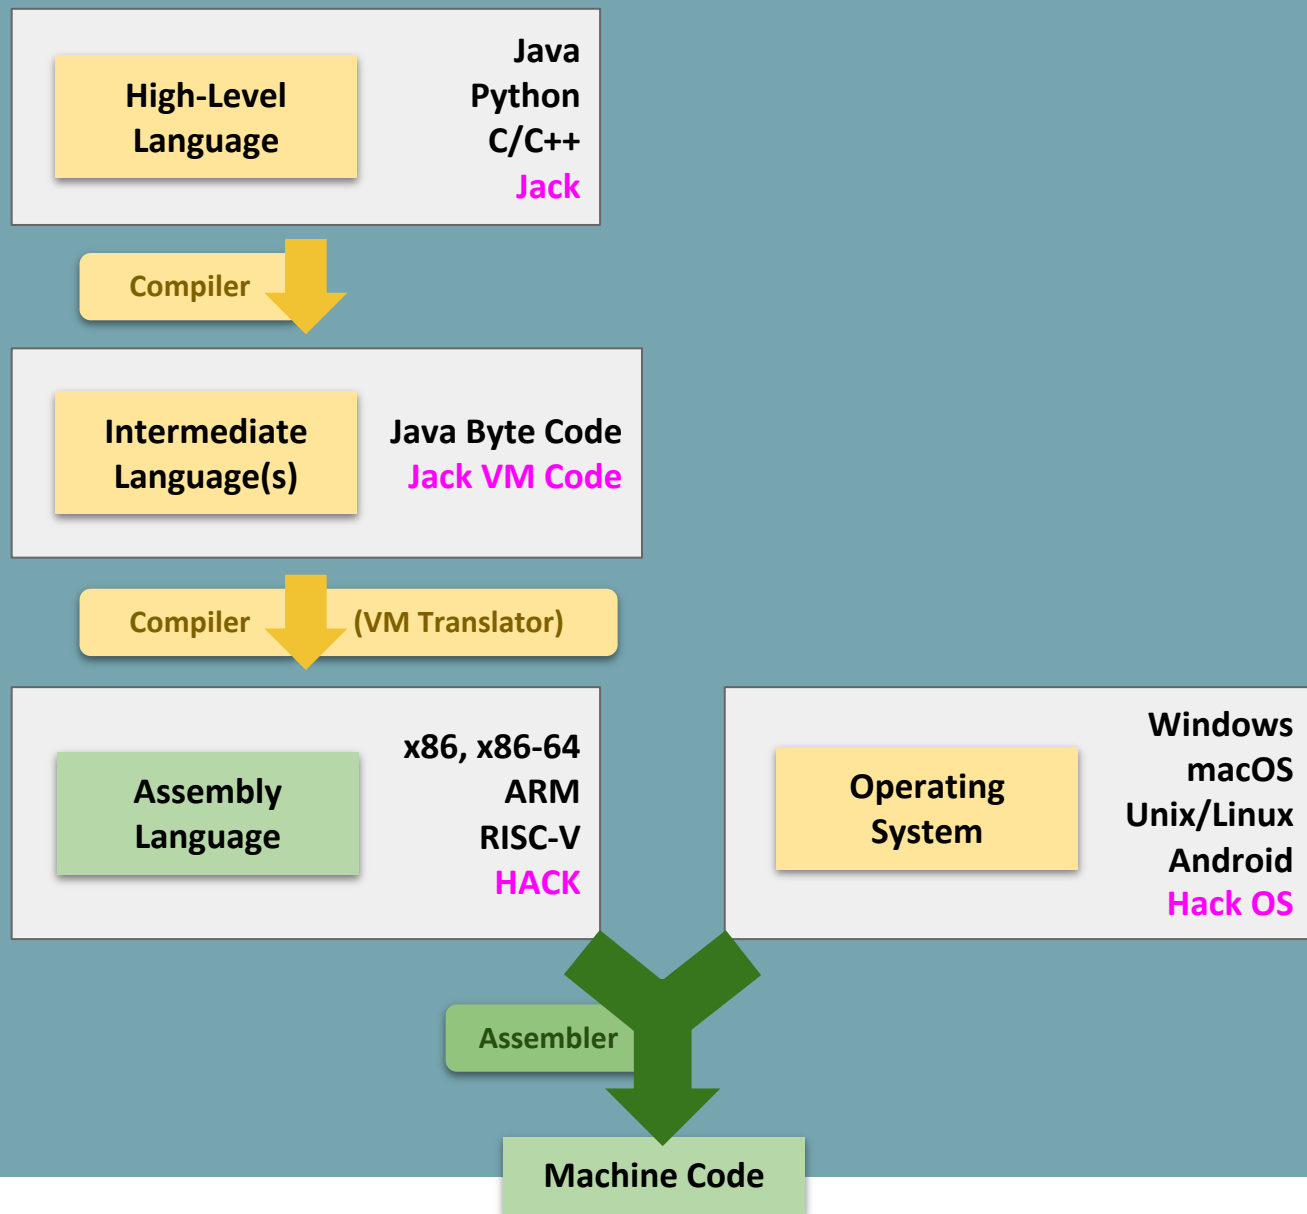 High-Level
Language
Java
Python
C/C++
Jack
Compiler
Intermediate
Language(s)
Java Byte Code
Jack VM Code
Compiler
(VM Translator)
Assembly
Language
x86, x86-64
ARM
RISC-V
HACK
Operating
System
Windows
macOS
Unix/Linux
Android
Hack OS
Assembler
Machine Code